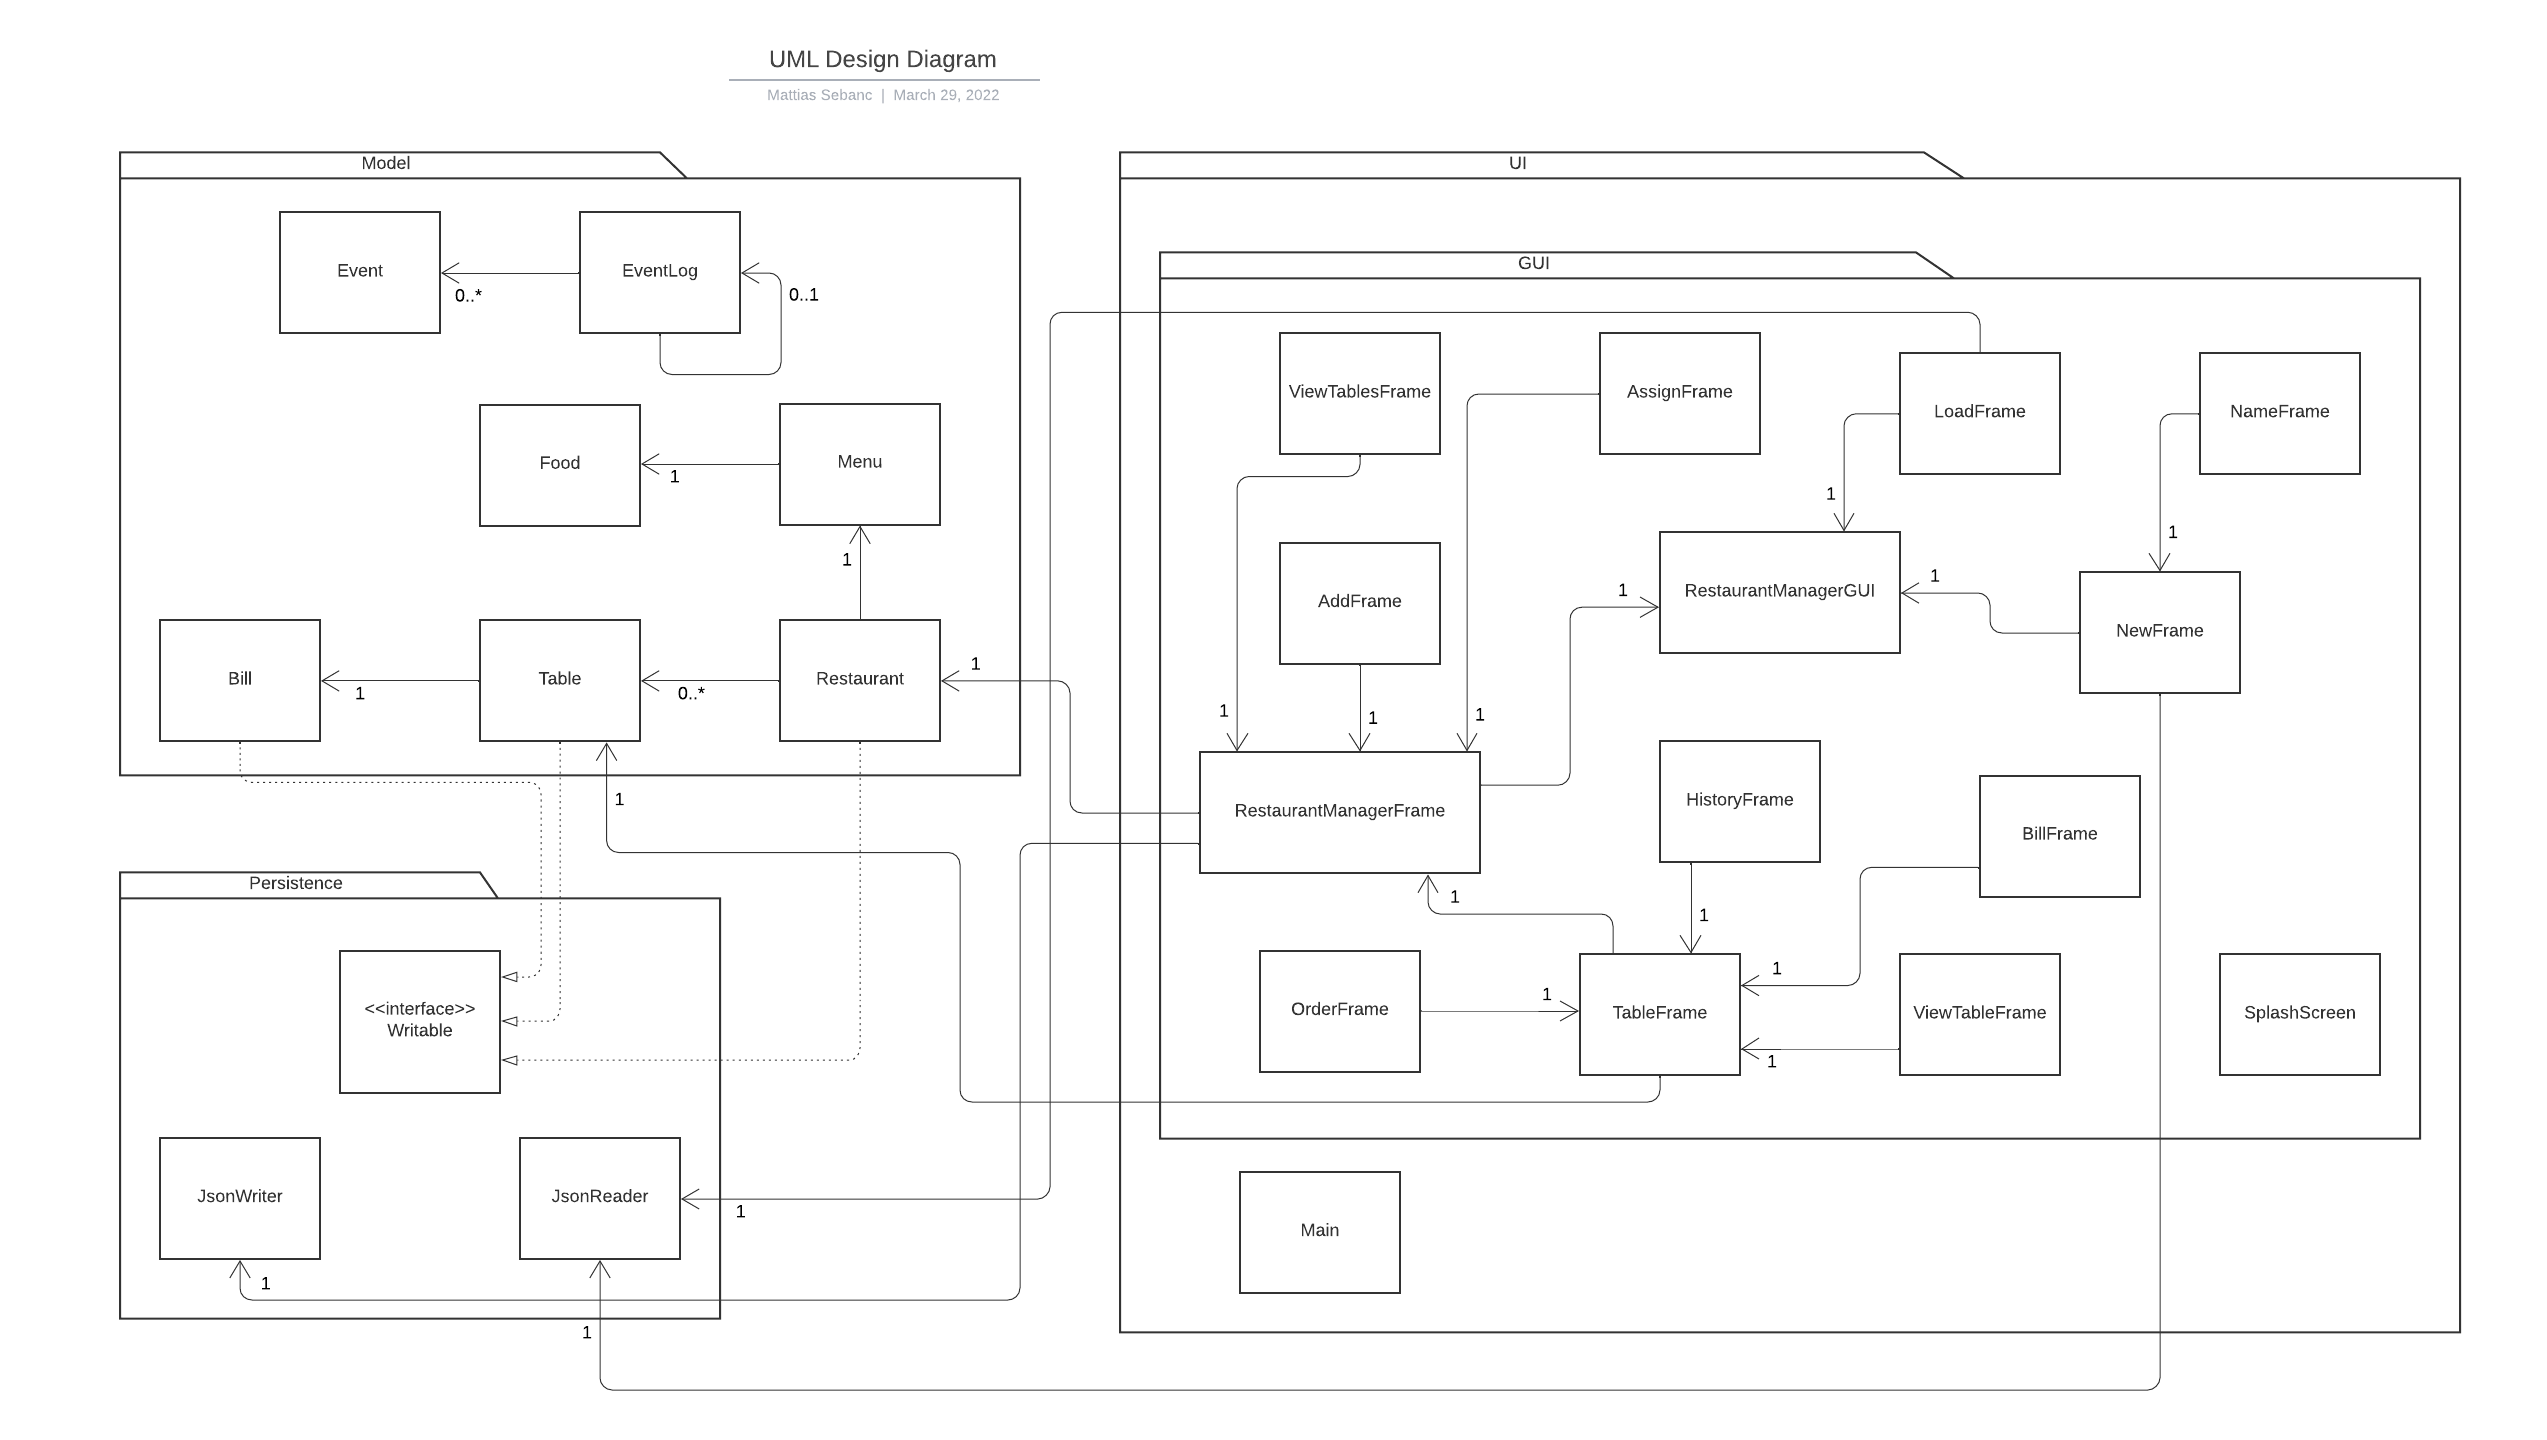 UML Design Diagram
Mattias Sebanc | March 29, 2022
Model
Event
EventLog
0..*
0..1
Food
Menu
1
1
Bill
Table
Restaurant
1
0..*
1
1
Persistence
<<interface>>
Writable
JsonWriter
JsonReader
1
1
1
UI
GUI
ViewTablesFrame
AssignFrame
LoadFrame
NameFrame
1
1
AddFrame
RestaurantManagerGUI
NewFrame
1
1
1
1
1
RestaurantManagerFrame
HistoryFrame
BillFrame
1
1
OrderFrame
1
TableFrame
1
1
ViewTableFrame
SplashScreen
Main